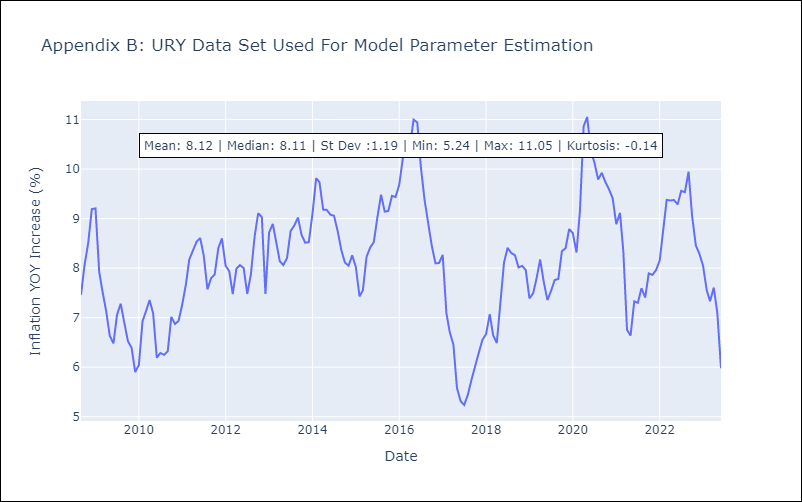 Appendix B: URY Data Set Used For Model Parameter Estimation
Mean: 8.12 | Median: 8.11 | St Dev :1.19 | Min: 5.24 | Max: 11.05 | Kurtosis: -0.14
Inflation YOY Increase (%)
11
10
9
8
7
6
5
2010 2012 2014 2016 2018 2020 2022
Date